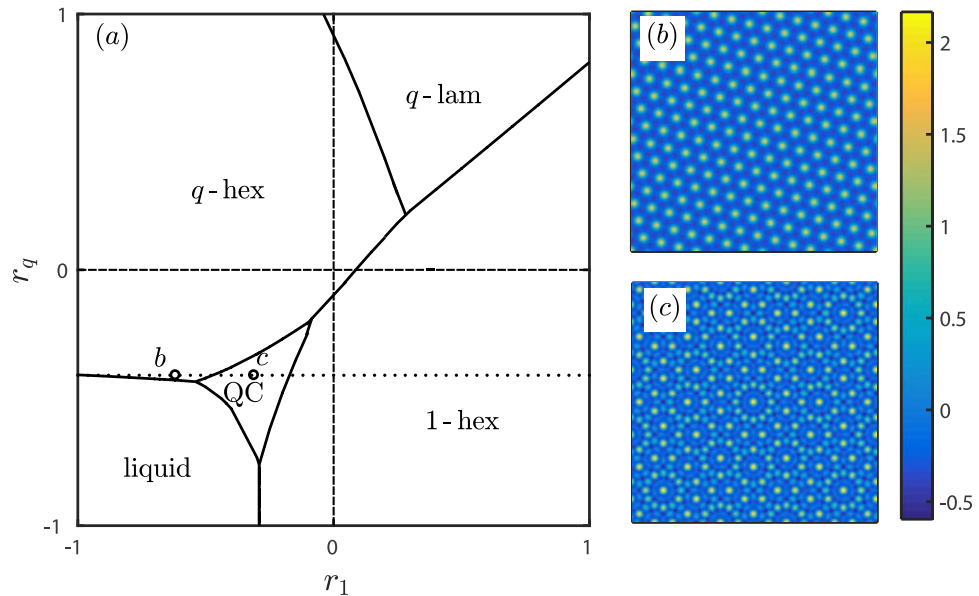 (a)
1
q - lam
q - hex
r_q
0
b
c
QC
1 - hex
liquid
-1
-1
0
1
r_1
(b)
(c)
2
1.5
1
0.5
0
-0.5